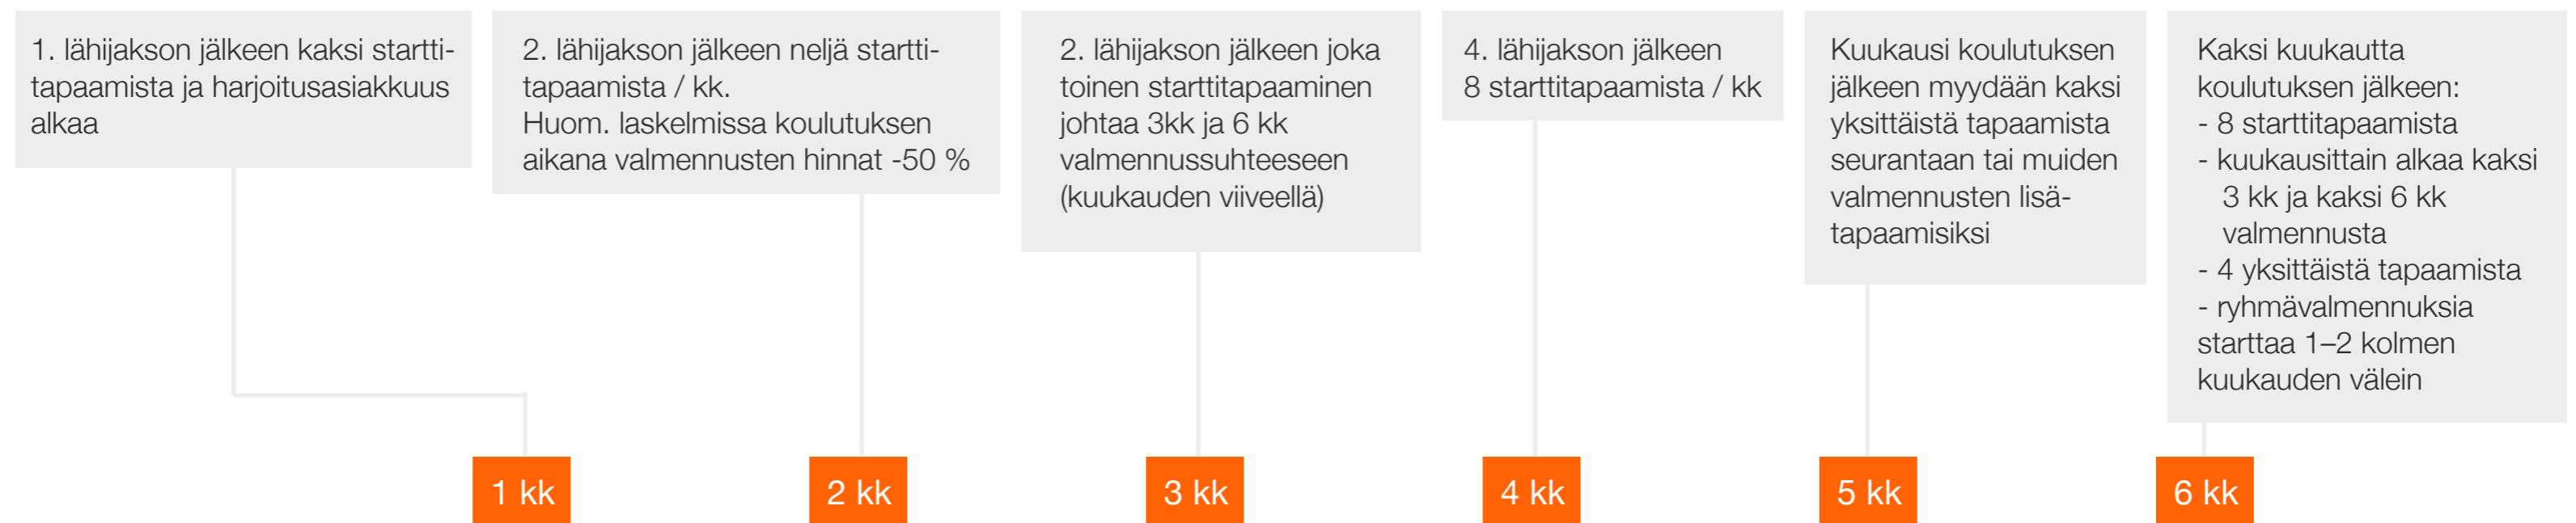 1. lähijakson jälkeen kaksi startti-
tapaamista ja harjoitusasiakkuus
alkaa
2. lähijakson jälkeen neljä startti-
tapaamista / kk.
Huom. laskelmissa koulutuksen
aikana valmennusten hinnat -50 %
2. lähijakson jälkeen joka
toinen starttitapaaminen
johtaa 3kk ja 6 kk
valmennussuhteeseen
(kuukauden viiveellä)
4. lähijakson jälkeen
8 starttitapaamista / kk
Kuukausi koulutuksen
jälkeen myydään kaksi
yksittäistä tapaamista
seurantaan tai muiden
valmennusten lisä-
tapaamisiksi
Kaksi kuukautta
koulutuksen jälkeen:
- 8 starttitapaamista
- kuukausittain alkaa kaksi
3 kk ja kaksi 6 kk
valmennusta
- 4 yksittäistä tapaamista
- ryhmävalmennuksia
starttaa 1–2 kolmen
kuukauden välein
1 kk
2 kk
3 kk
4 kk
5 kk
6 kk